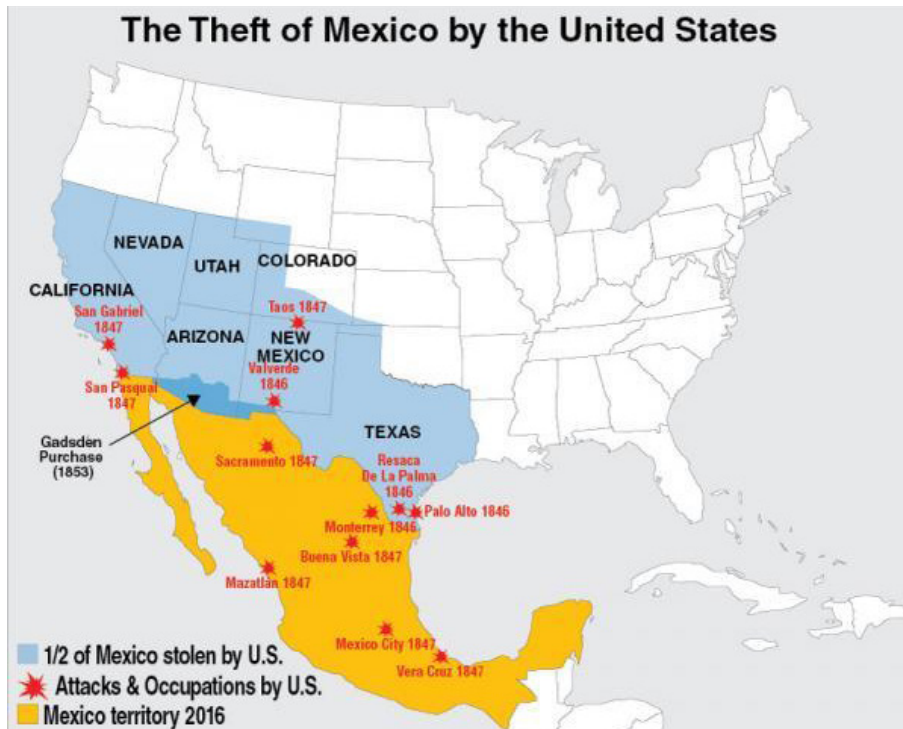 The Theft of Mexico by the United States
NEVADA
UTAH
COLORADO
CALIFORNIA
San Gabriel
1847
Taos 1847
ARIZONA
NEW
MEXICO
Valverde
1846
San Pasqual
1847
Gadsden
Purchase
(1853)
TEXAS
Sacramento 1847
Resaca
De La Palma
1846
Palo Alto 1846
Monterrey 1846
Buena Vista 1847
Mazatlán 1847
Mexico City 1847
Vera Cruz 1847
1/2 of Mexico stolen by U.S.
Attacks & Occupations by U.S.
Mexico territory 2016